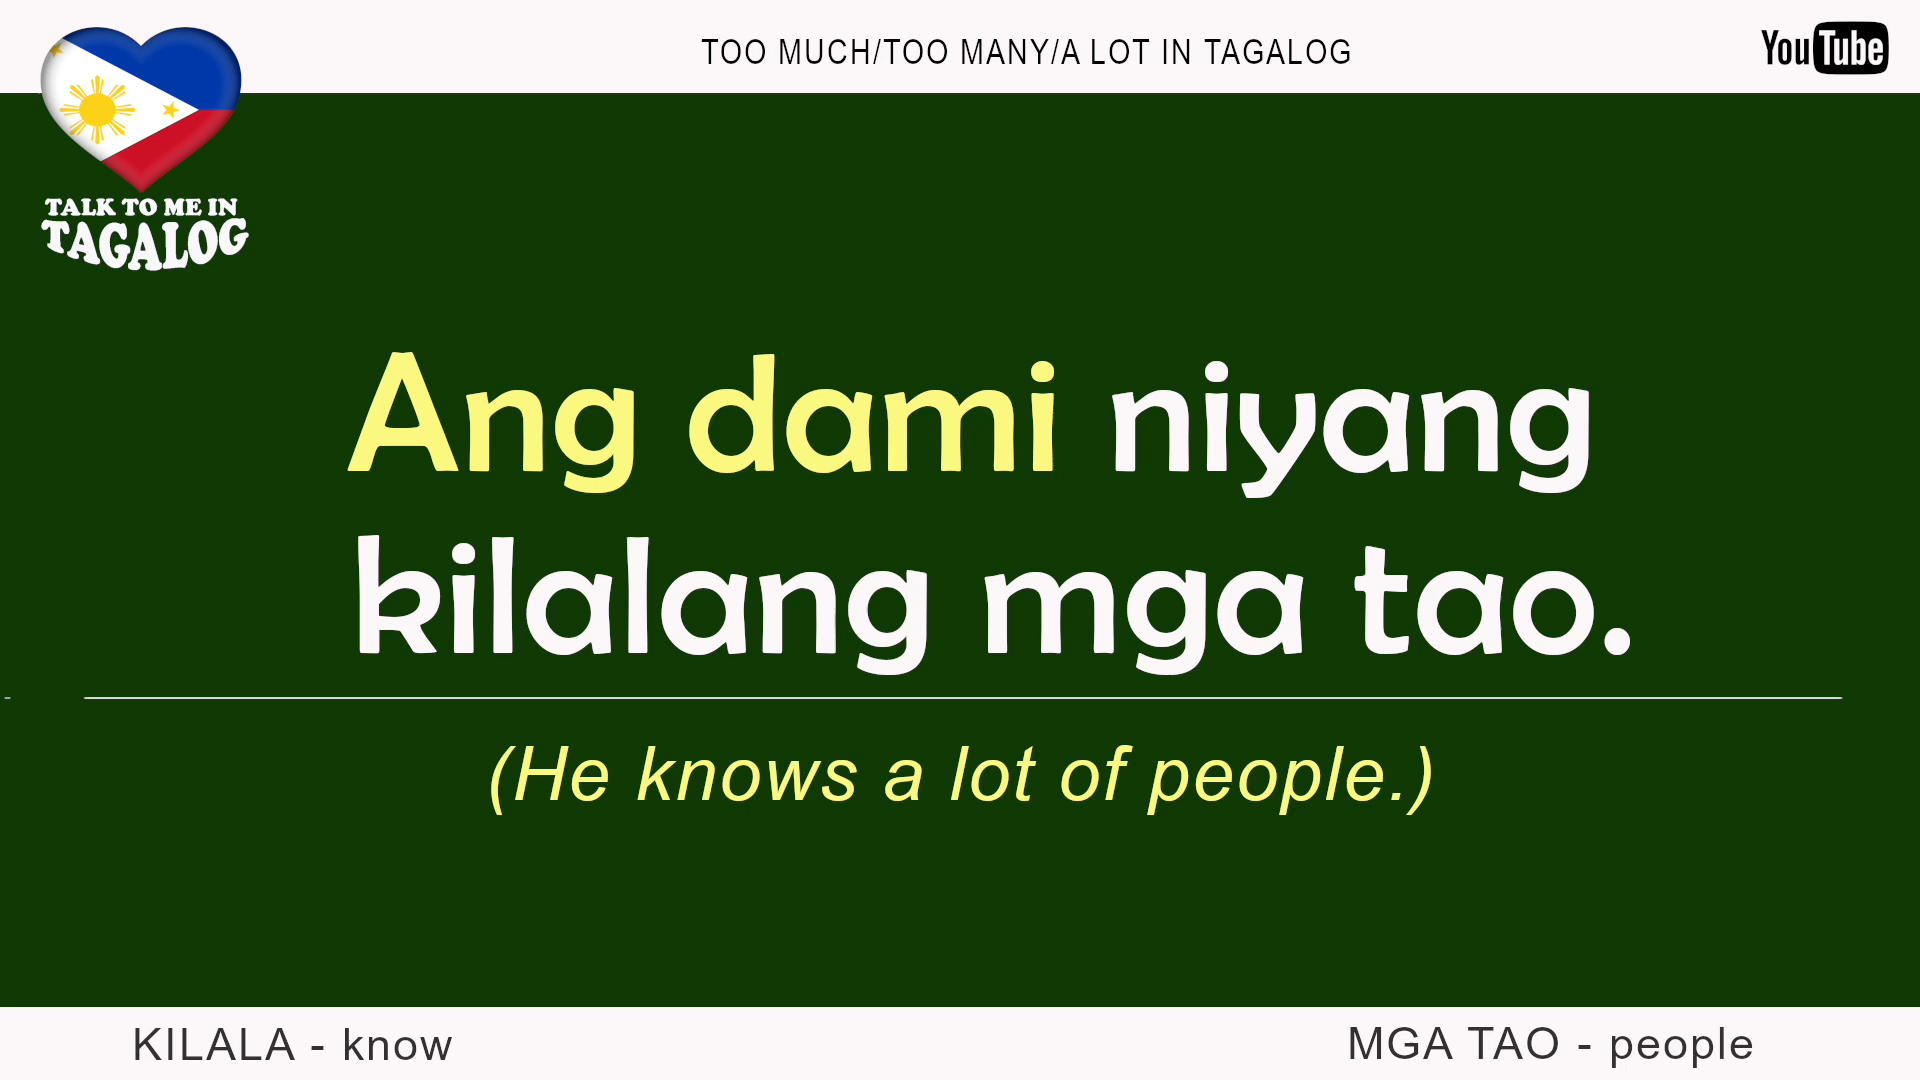 TOO MUCH/TOO MANY/A LOT IN TAGALOG
YouTube
TALK TO ME IN
TAGALOG
Ang dami niyang
kilalang mga tao.
(He knows a lot of people.)
KILALA - know
MGA TAO - people